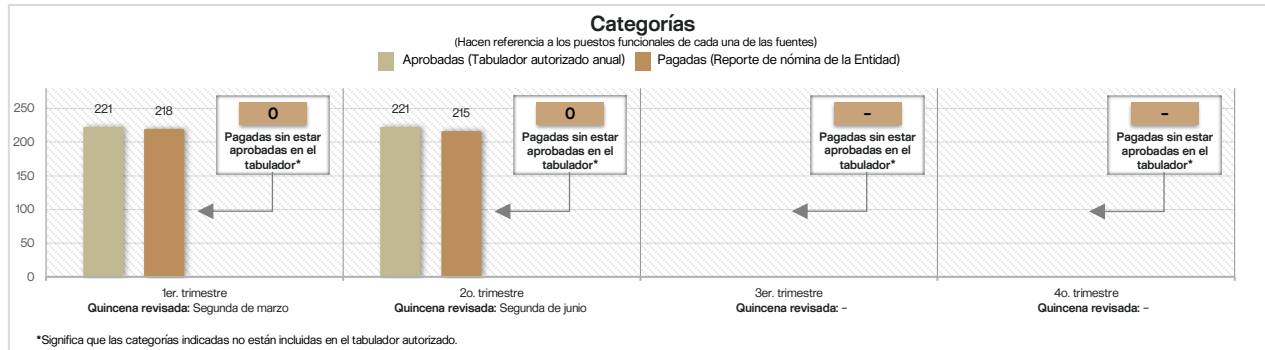 Categorías
(Hacen referencia a los puestos funcionales de cada una de las fuentes)
Aprobadas (Tabulador autorizado anual) Pagadas (Reporte de nómina de la Entidad)
250
200
150
100
50
0
221 218
0
Pagadas sin estar
aprobadas en el
tabulador*
221 215
0
Pagadas sin estar
aprobadas en el
tabulador*
–
Pagadas sin estar
aprobadas en el
tabulador*
–
Pagadas sin estar
aprobadas en el
tabulador*
1er. trimestre
Quincena revisada: Segunda de marzo
2o. trimestre
Quincena revisada: Segunda de junio
3er. trimestre
Quincena revisada: –
4o. trimestre
Quincena revisada: –
*Significa que las categorías indicadas no están incluidas en el tabulador autorizado.